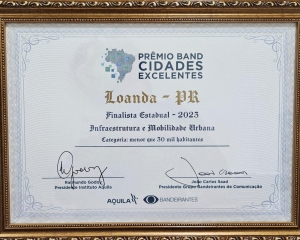 PRÊMIO BAND
CIDADES
EXCELENTES
Loanda - PR
Finalista Estadual - 2023
Infraestrutura e Mobilidade Urbana
Categoria: menor que 30 mil habitantes
Raimundo Godoy
Presidente Instituto Aquila
João Carlos Saad
Presidente Grupo Bandeirantes de Comunicação
AQUILA
BANDEIRANTES